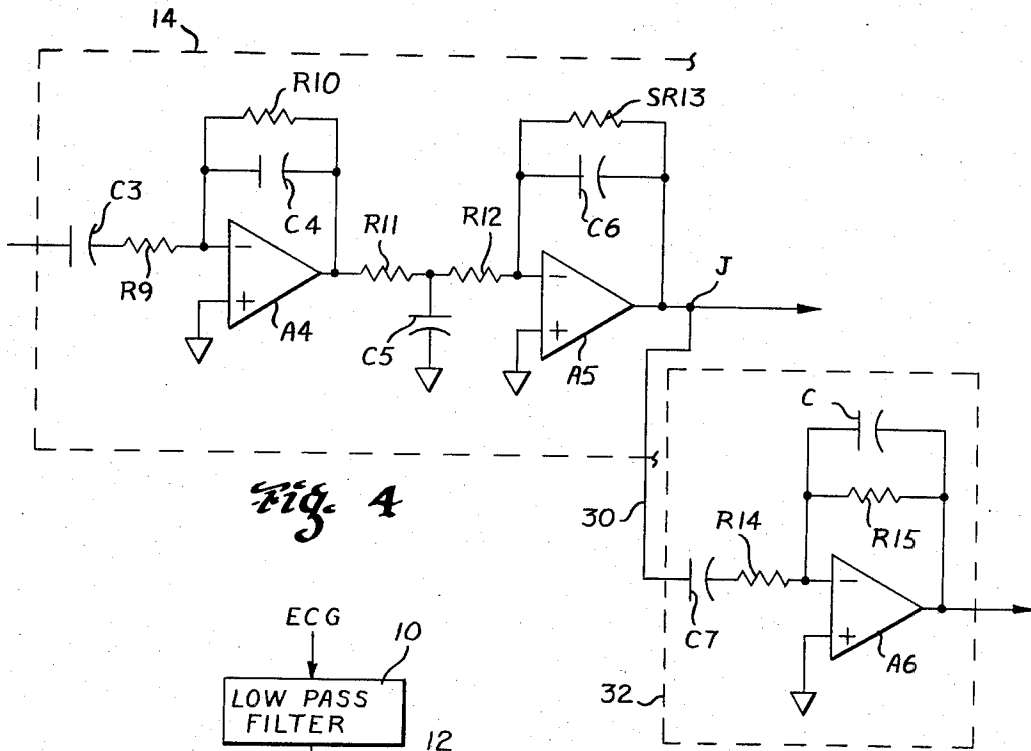 14
R10
SR13
C3
C4
C6
R11
R12
J
R9
−
+
A4
−
+
A5
C5
C
Fig. 4
30
R14
R15
C7
−
+
A6
ECG
10
32
LOW PASS
FILTER
12